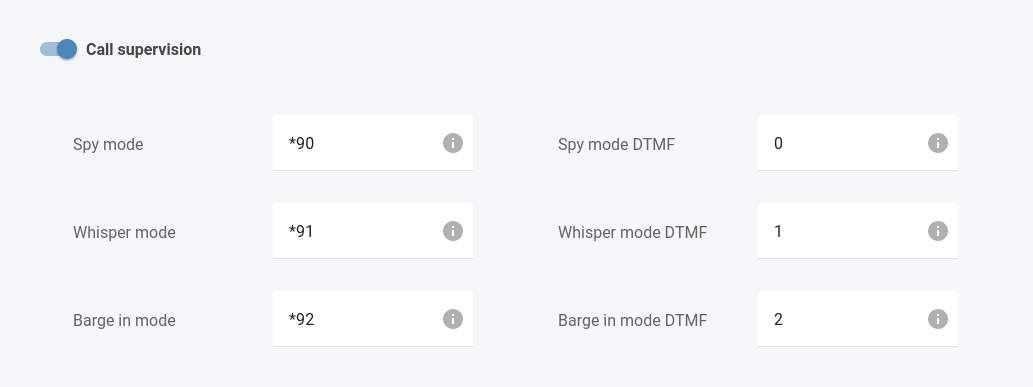 Call supervision
Spy mode *90 Spy mode DTMF 0
Whisper mode *91 Whisper mode DTMF 1
Barge in mode *92 Barge in mode DTMF 2